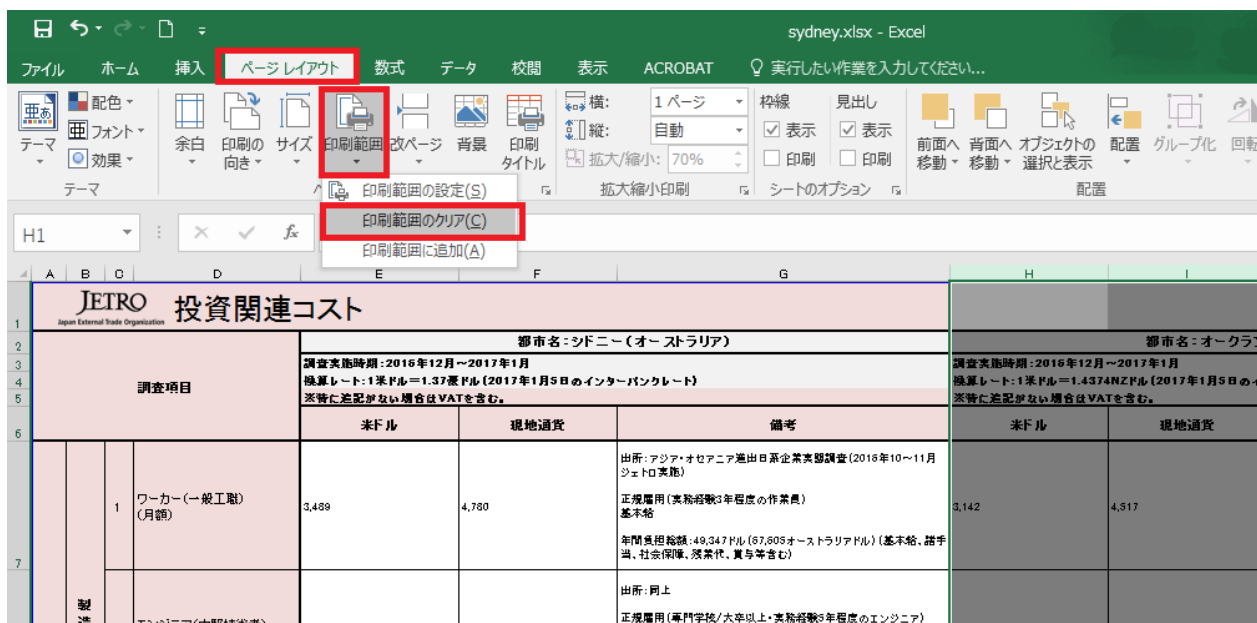 sydney.xlsx - Excel
ファイル ホーム 挿入 ページ レイアウト 数式 データ 校閲 表示 ACROBAT 実行したい作業を入力してください...
配色 横: 1 ページ 枠線 見出し
亜あ 亜 フォント 縦: 自動 表示 表示
テーマ 効果 余白 印刷の向き サイズ 印刷範囲 改ページ 背景 印刷タイトル 拡大/縮小: 70% 印刷 印刷 前面へ移動 背面へ移動 オブジェクトの選択と表示 配置 グループ化 回転
テーマ 拡大縮小印刷 シートのオプション 配置
印刷範囲の設定(S)
印刷範囲のクリア(C)
印刷範囲に追加(A)
H1 fx
A B C D E F G H I
1 JETRO 投資関連コスト
Japan External Trade Organization
2 都市名:シドニー(オーストラリア) 都市名:オークラ
3 調査実施時期:2016年12月~2017年1月 調査実施時期:2016年12月~2017年1月
4 調査項目 換算レート:1米ドル=1.37豪ドル(2017年1月5日のインターバンクレート) 換算レート:1米ドル=1.4374NZドル(2017年1月5日の
5 ※特に追記がない場合はVATを含む。 ※特に追記がない場合はVATを含む。
6 米ドル 現地通貨 備考 米ドル 現地通貨
出所:アジア・オセアニア進出日系企業実態調査(2016年10~11月
ジェトロ実施)
1 ワーカー(一般工職) 3,489 4,780 正規雇用(実務経験3年程度の作業員) 3,142 4,517
(月額) 基本給
年間負担総額:49,347ドル(67,605オーストラリアドル)(基本給、諸手
7 当、社会保障、残業代、賞与等含む)
出所:同上
製
造 正規雇用(専門学校/大卒以上・実務経験5年程度のエンジニア)